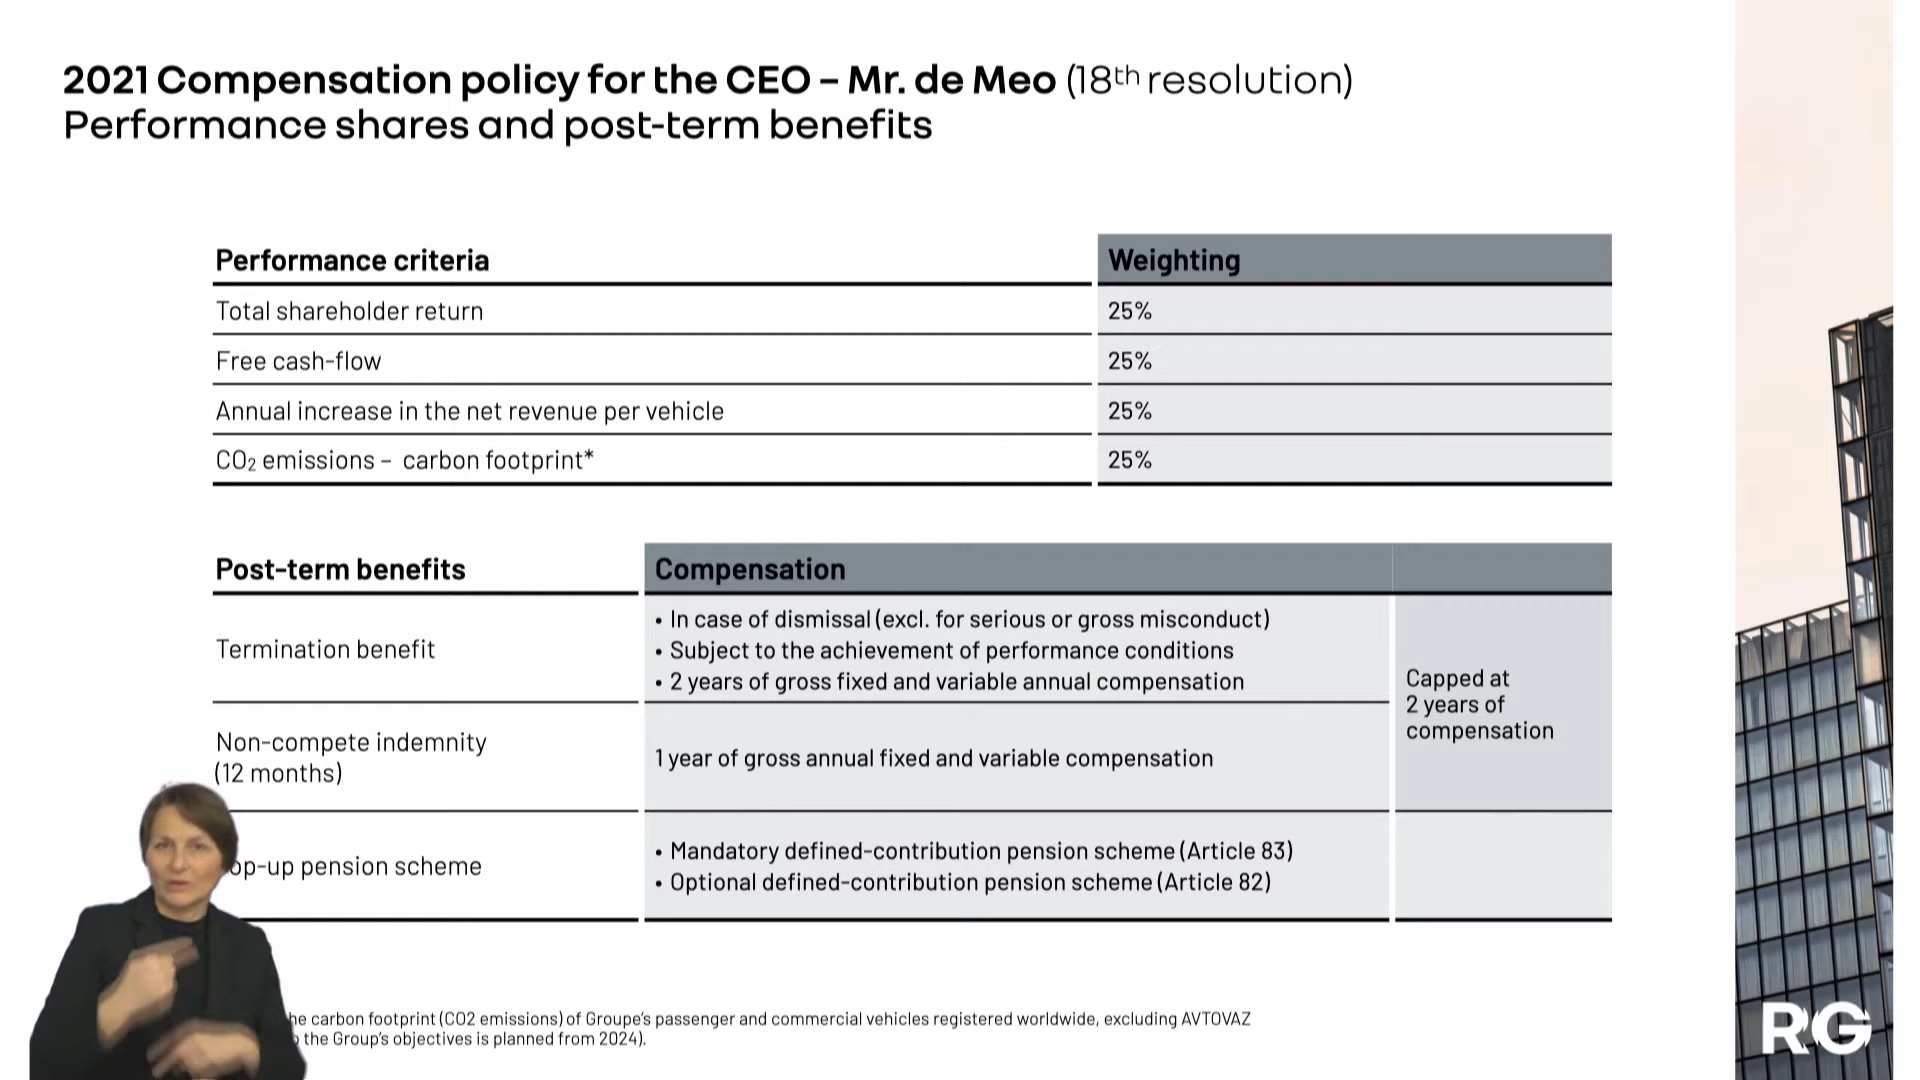 2021 Compensation policy for the CEO – Mr. de Meo (18th resolution)
Performance shares and post-term benefits
Performance criteria
Weighting
Total shareholder return
25%
Free cash-flow
25%
Annual increase in the net revenue per vehicle
25%
CO₂ emissions – carbon footprint*
25%
Post-term benefits
Compensation
Termination benefit
• In case of dismissal (excl. for serious or gross misconduct)
• Subject to the achievement of performance conditions
• 2 years of gross fixed and variable annual compensation
Capped at
2 years of
compensation
Non-compete indemnity
(12 months)
1 year of gross annual fixed and variable compensation
pension scheme
• Mandatory defined-contribution pension scheme (Article 83)
• Optional defined-contribution pension scheme (Article 82)
carbon footprint (CO2 emissions) of Groupe's passenger and commercial vehicles registered worldwide, excluding AVTOVAZ
the Group's objectives is planned from 2024).
RG